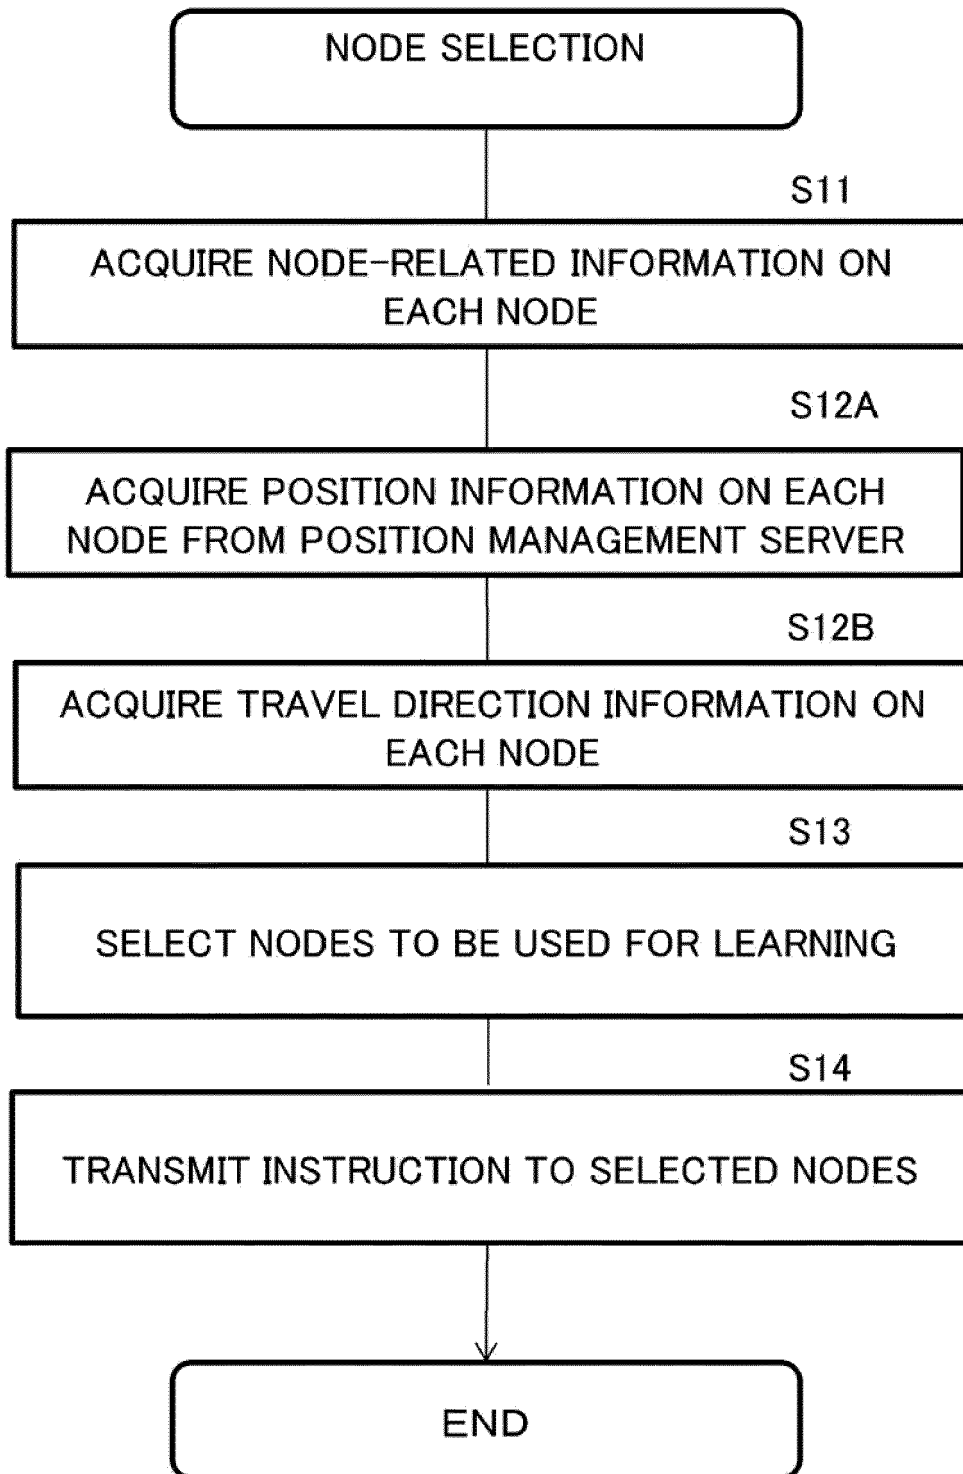 NODE SELECTION
S11
ACQUIRE NODE-RELATED INFORMATION ON
EACH NODE
S12A
ACQUIRE POSITION INFORMATION ON EACH
NODE FROM POSITION MANAGEMENT SERVER
S12B
ACQUIRE TRAVEL DIRECTION INFORMATION ON
EACH NODE
S13
SELECT NODES TO BE USED FOR LEARNING
S14
TRANSMIT INSTRUCTION TO SELECTED NODES
END